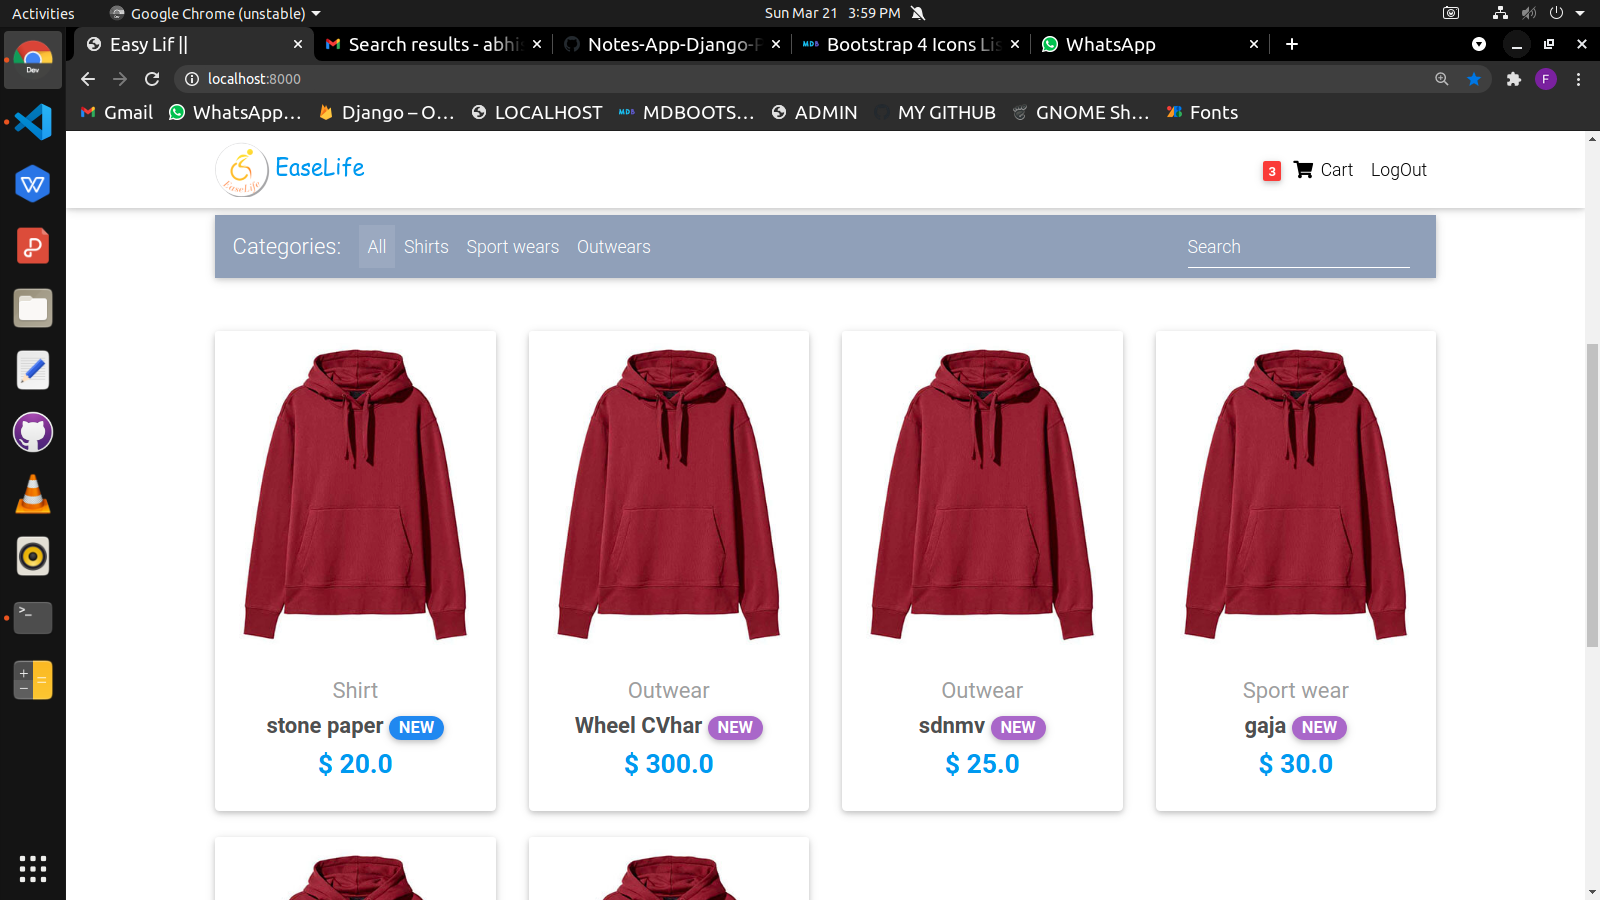 Activities Google Chrome (unstable) Sun Mar 21 3:59 PM
Easy Lif || Search results - abhi Notes-App-Django- Bootstrap 4 Icons Lis WhatsApp
localhost:8000 F
Gmail WhatsApp... Django – O... LOCALHOST MDBOOTS... ADMIN MY GITHUB GNOME Sh... Fonts
Dev
EaseLife EaseLife 3 Cart LogOut
Categories: All Shirts Sport wears Outwears Search
Shirt Outwear Outwear Sport wear
stone paper NEW Wheel CVhar NEW sdnmv NEW gaja NEW
$ 20.0 $ 300.0 $ 25.0 $ 30.0